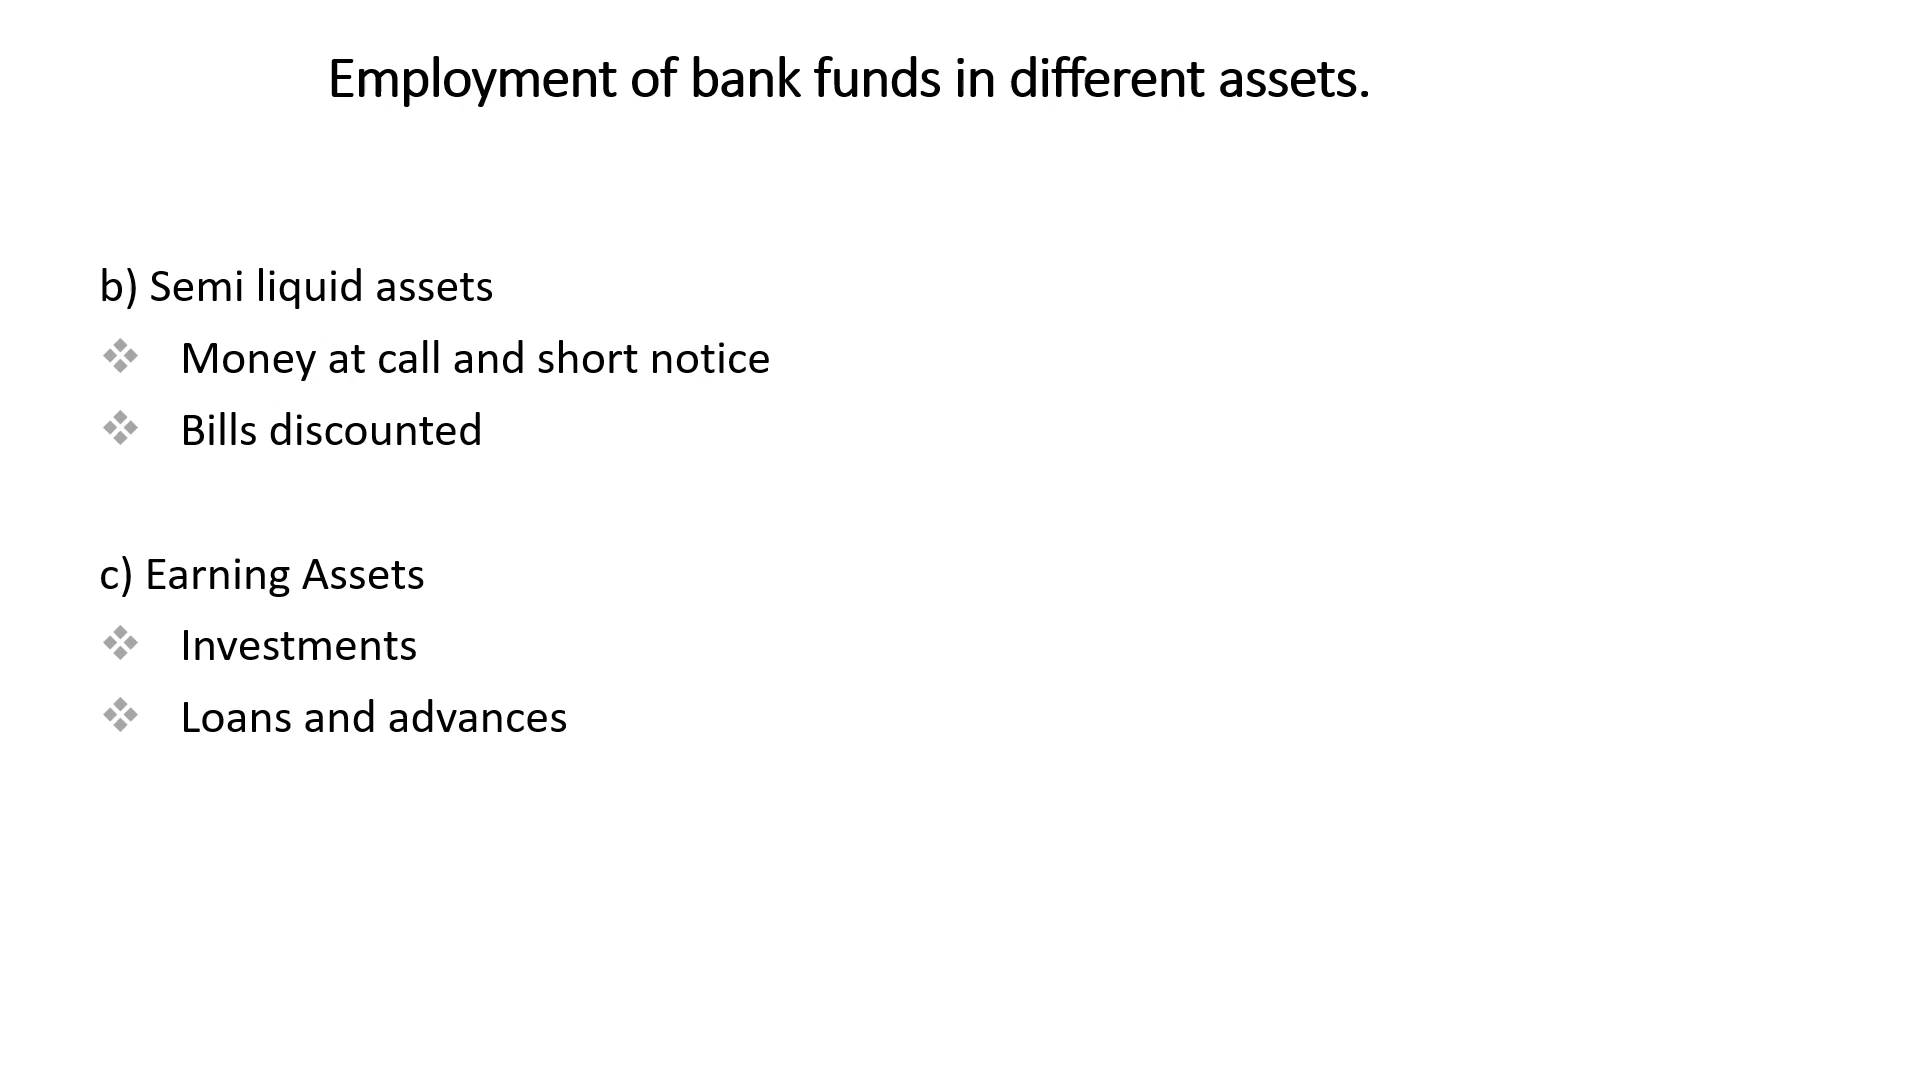 Employment of bank funds in different assets.
b) Semi liquid assets
❖ Money at call and short notice
❖ Bills discounted
c) Earning Assets
❖ Investments
❖ Loans and advances